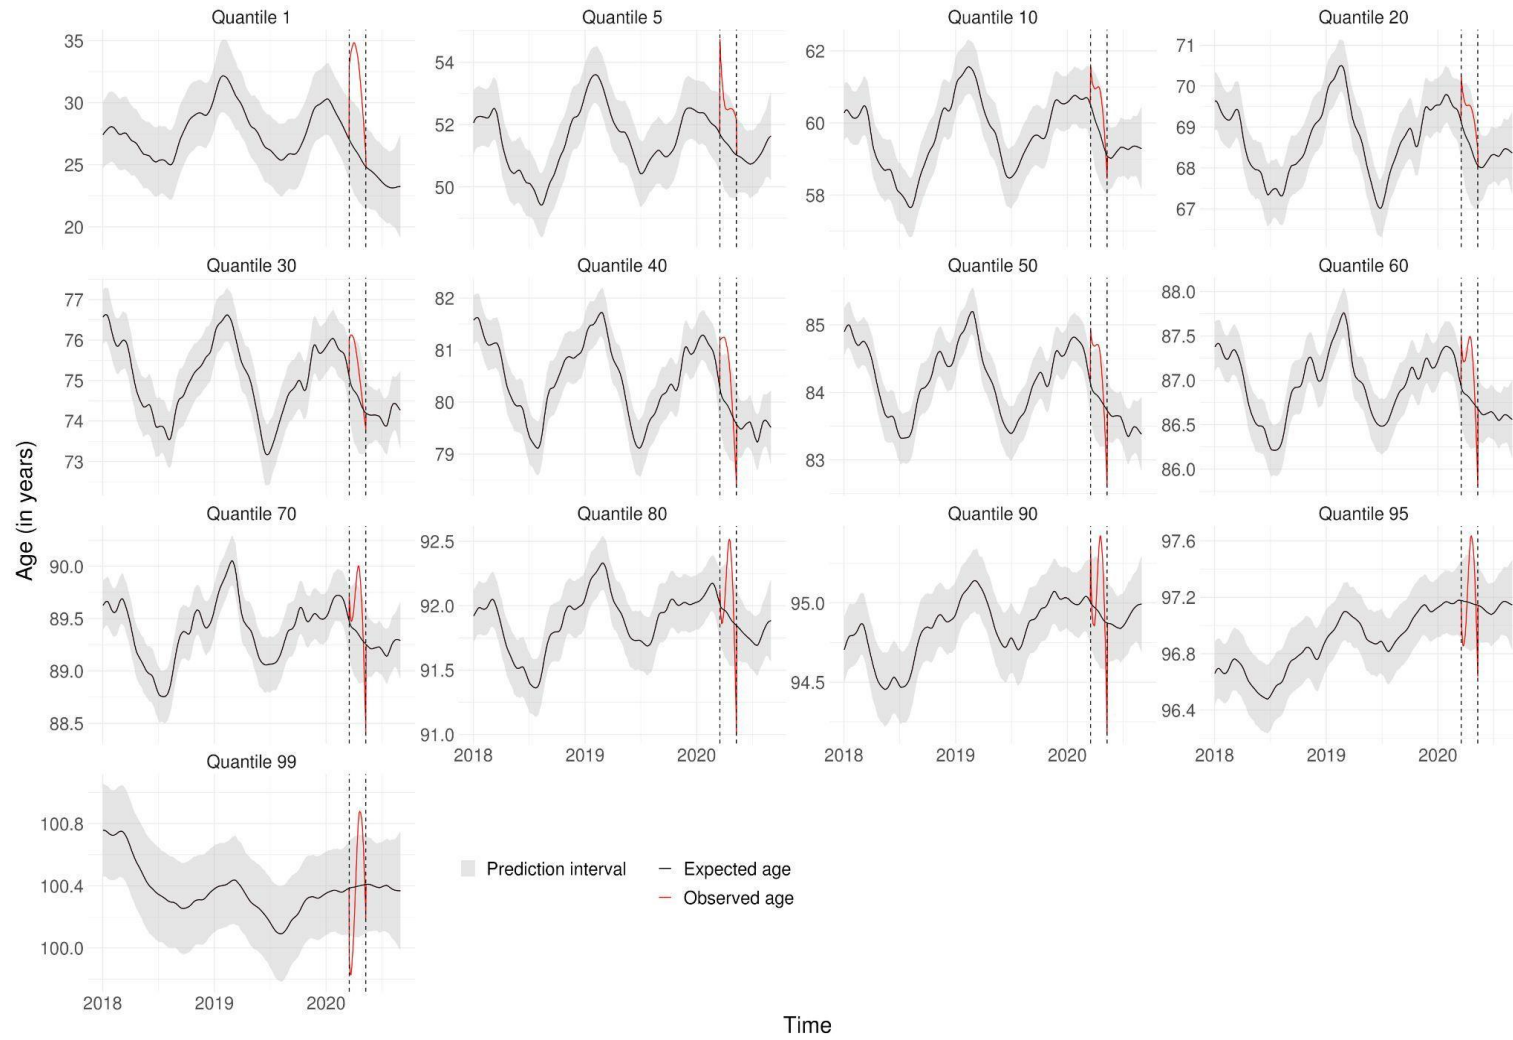 Quantile 1
Quantile 5
Quantile 10
Quantile 20
35
30
25
20
54
52
50
62
60
58
71
70
69
68
67
Quantile 30
Quantile 40
Quantile 50
Quantile 60
77
76
75
74
73
82
81
80
79
85
84
83
88.0
87.5
87.0
86.5
86.0
Age (in years)
Quantile 70
Quantile 80
Quantile 90
Quantile 95
90.0
89.5
89.0
88.5
92.5
92.0
91.5
91.0
95.0
94.5
97.6
97.2
96.8
96.4
2018 2019 2020
2018 2019 2020
2018 2019 2020
Quantile 99
100.8
100.4
100.0
2018 2019 2020
Prediction interval
Expected age
Observed age
Time